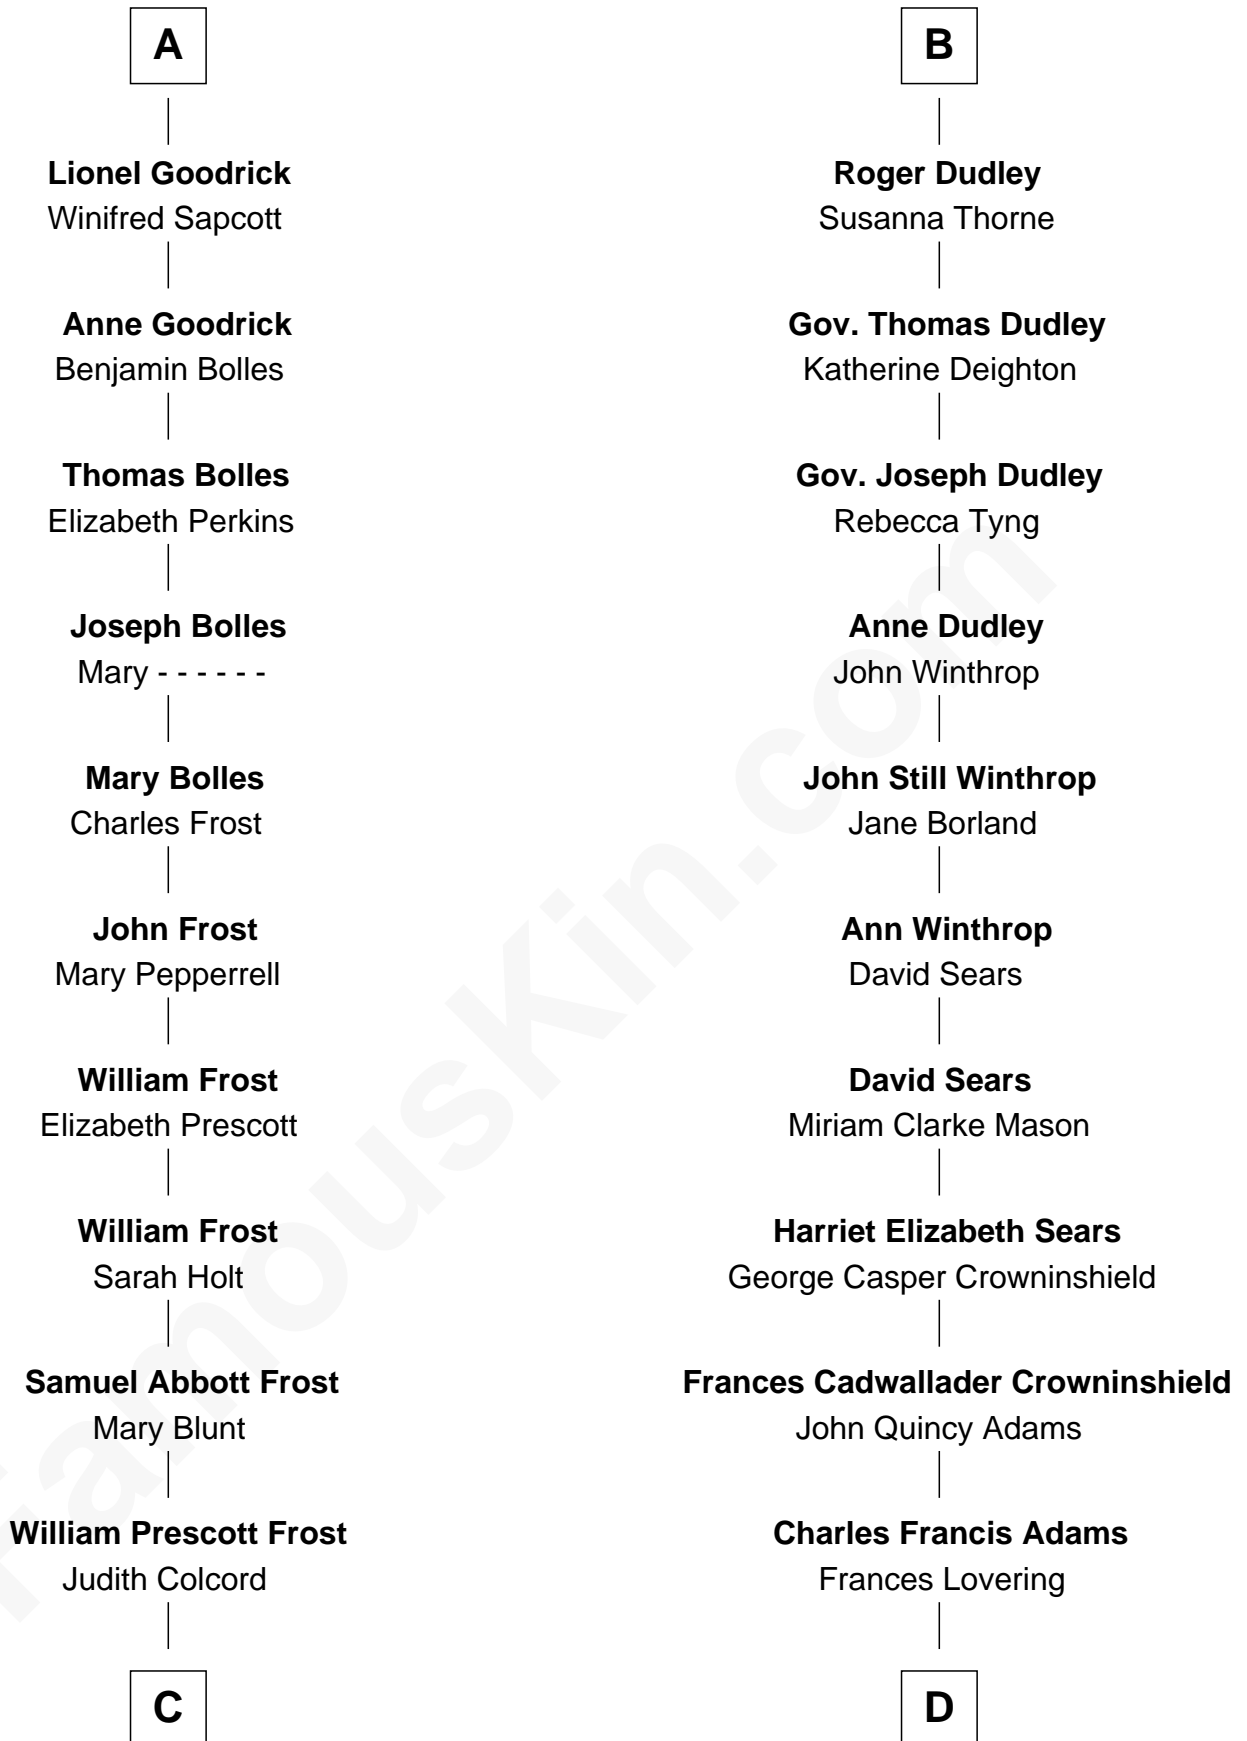 A
Lionel Goodrick
Winifred Sapcott
Anne Goodrick
Benjamin Bolles
Thomas Bolles
Elizabeth Perkins
Joseph Bolles
Mary - - - - - -
Mary Bolles
Charles Frost
John Frost
Mary Pepperrell
William Frost
Elizabeth Prescott
William Frost
Sarah Holt
Samuel Abbott Frost
Mary Blunt
William Prescott Frost
Judith Colcord
C
B
Roger Dudley
Susanna Thorne
Gov. Thomas Dudley
Katherine Deighton
Gov. Joseph Dudley
Rebecca Tyng
Anne Dudley
John Winthrop
John Still Winthrop
Jane Borland
Ann Winthrop
David Sears
David Sears
Miriam Clarke Mason
Harriet Elizabeth Sears
George Casper Crowninshield
Frances Cadwallader Crowninshield
John Quincy Adams
Charles Francis Adams
Frances Lovering
D
FamousKin.com